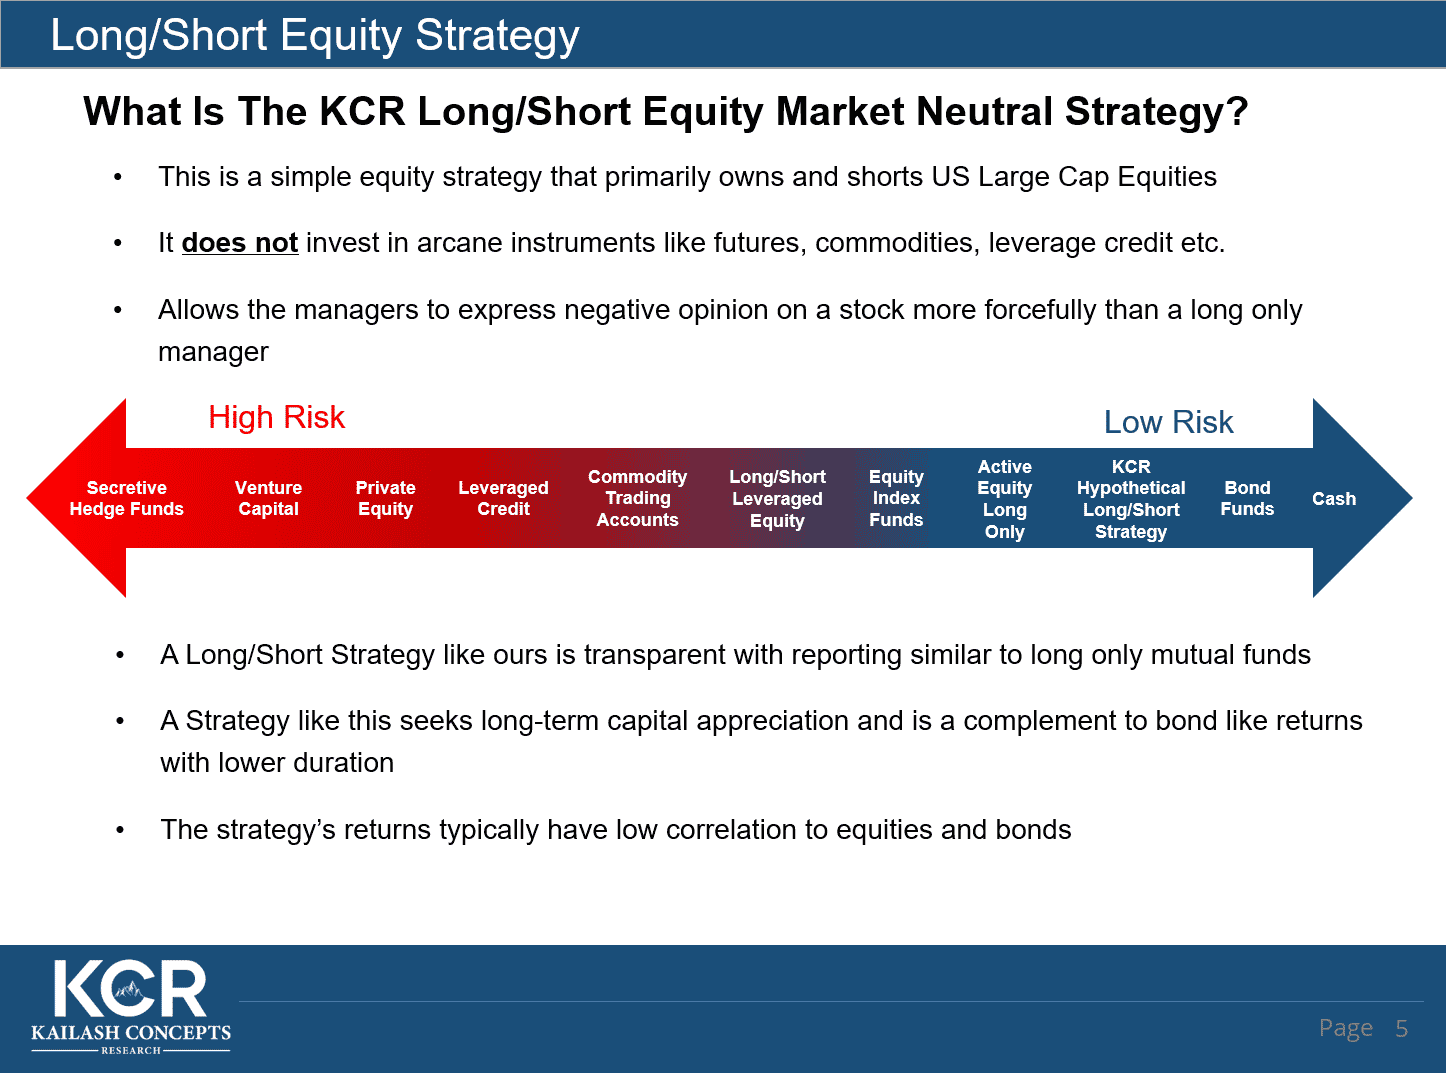 Long/Short Equity Strategy
What Is The KCR Long/Short Equity Market Neutral Strategy?
• This is a simple equity strategy that primarily owns and shorts US Large Cap Equities
• It does not invest in arcane instruments like futures, commodities, leverage credit etc.
• Allows the managers to express negative opinion on a stock more forcefully than a long only
manager
High Risk
Low Risk
Secretive
Hedge Funds
Venture
Capital
Private
Equity
Leveraged
Credit
Commodity
Trading
Accounts
Long/Short
Leveraged
Equity
Equity
Index
Funds
Active
Equity
Long
Only
KCR
Hypothetical
Long/Short
Strategy
Bond
Funds
Cash
• A Long/Short Strategy like ours is transparent with reporting similar to long only mutual funds
• A Strategy like this seeks long-term capital appreciation and is a complement to bond like returns
with lower duration
• The strategy’s returns typically have low correlation to equities and bonds
KCR
KAILASH CONCEPTS
RESEARCH
Page 5